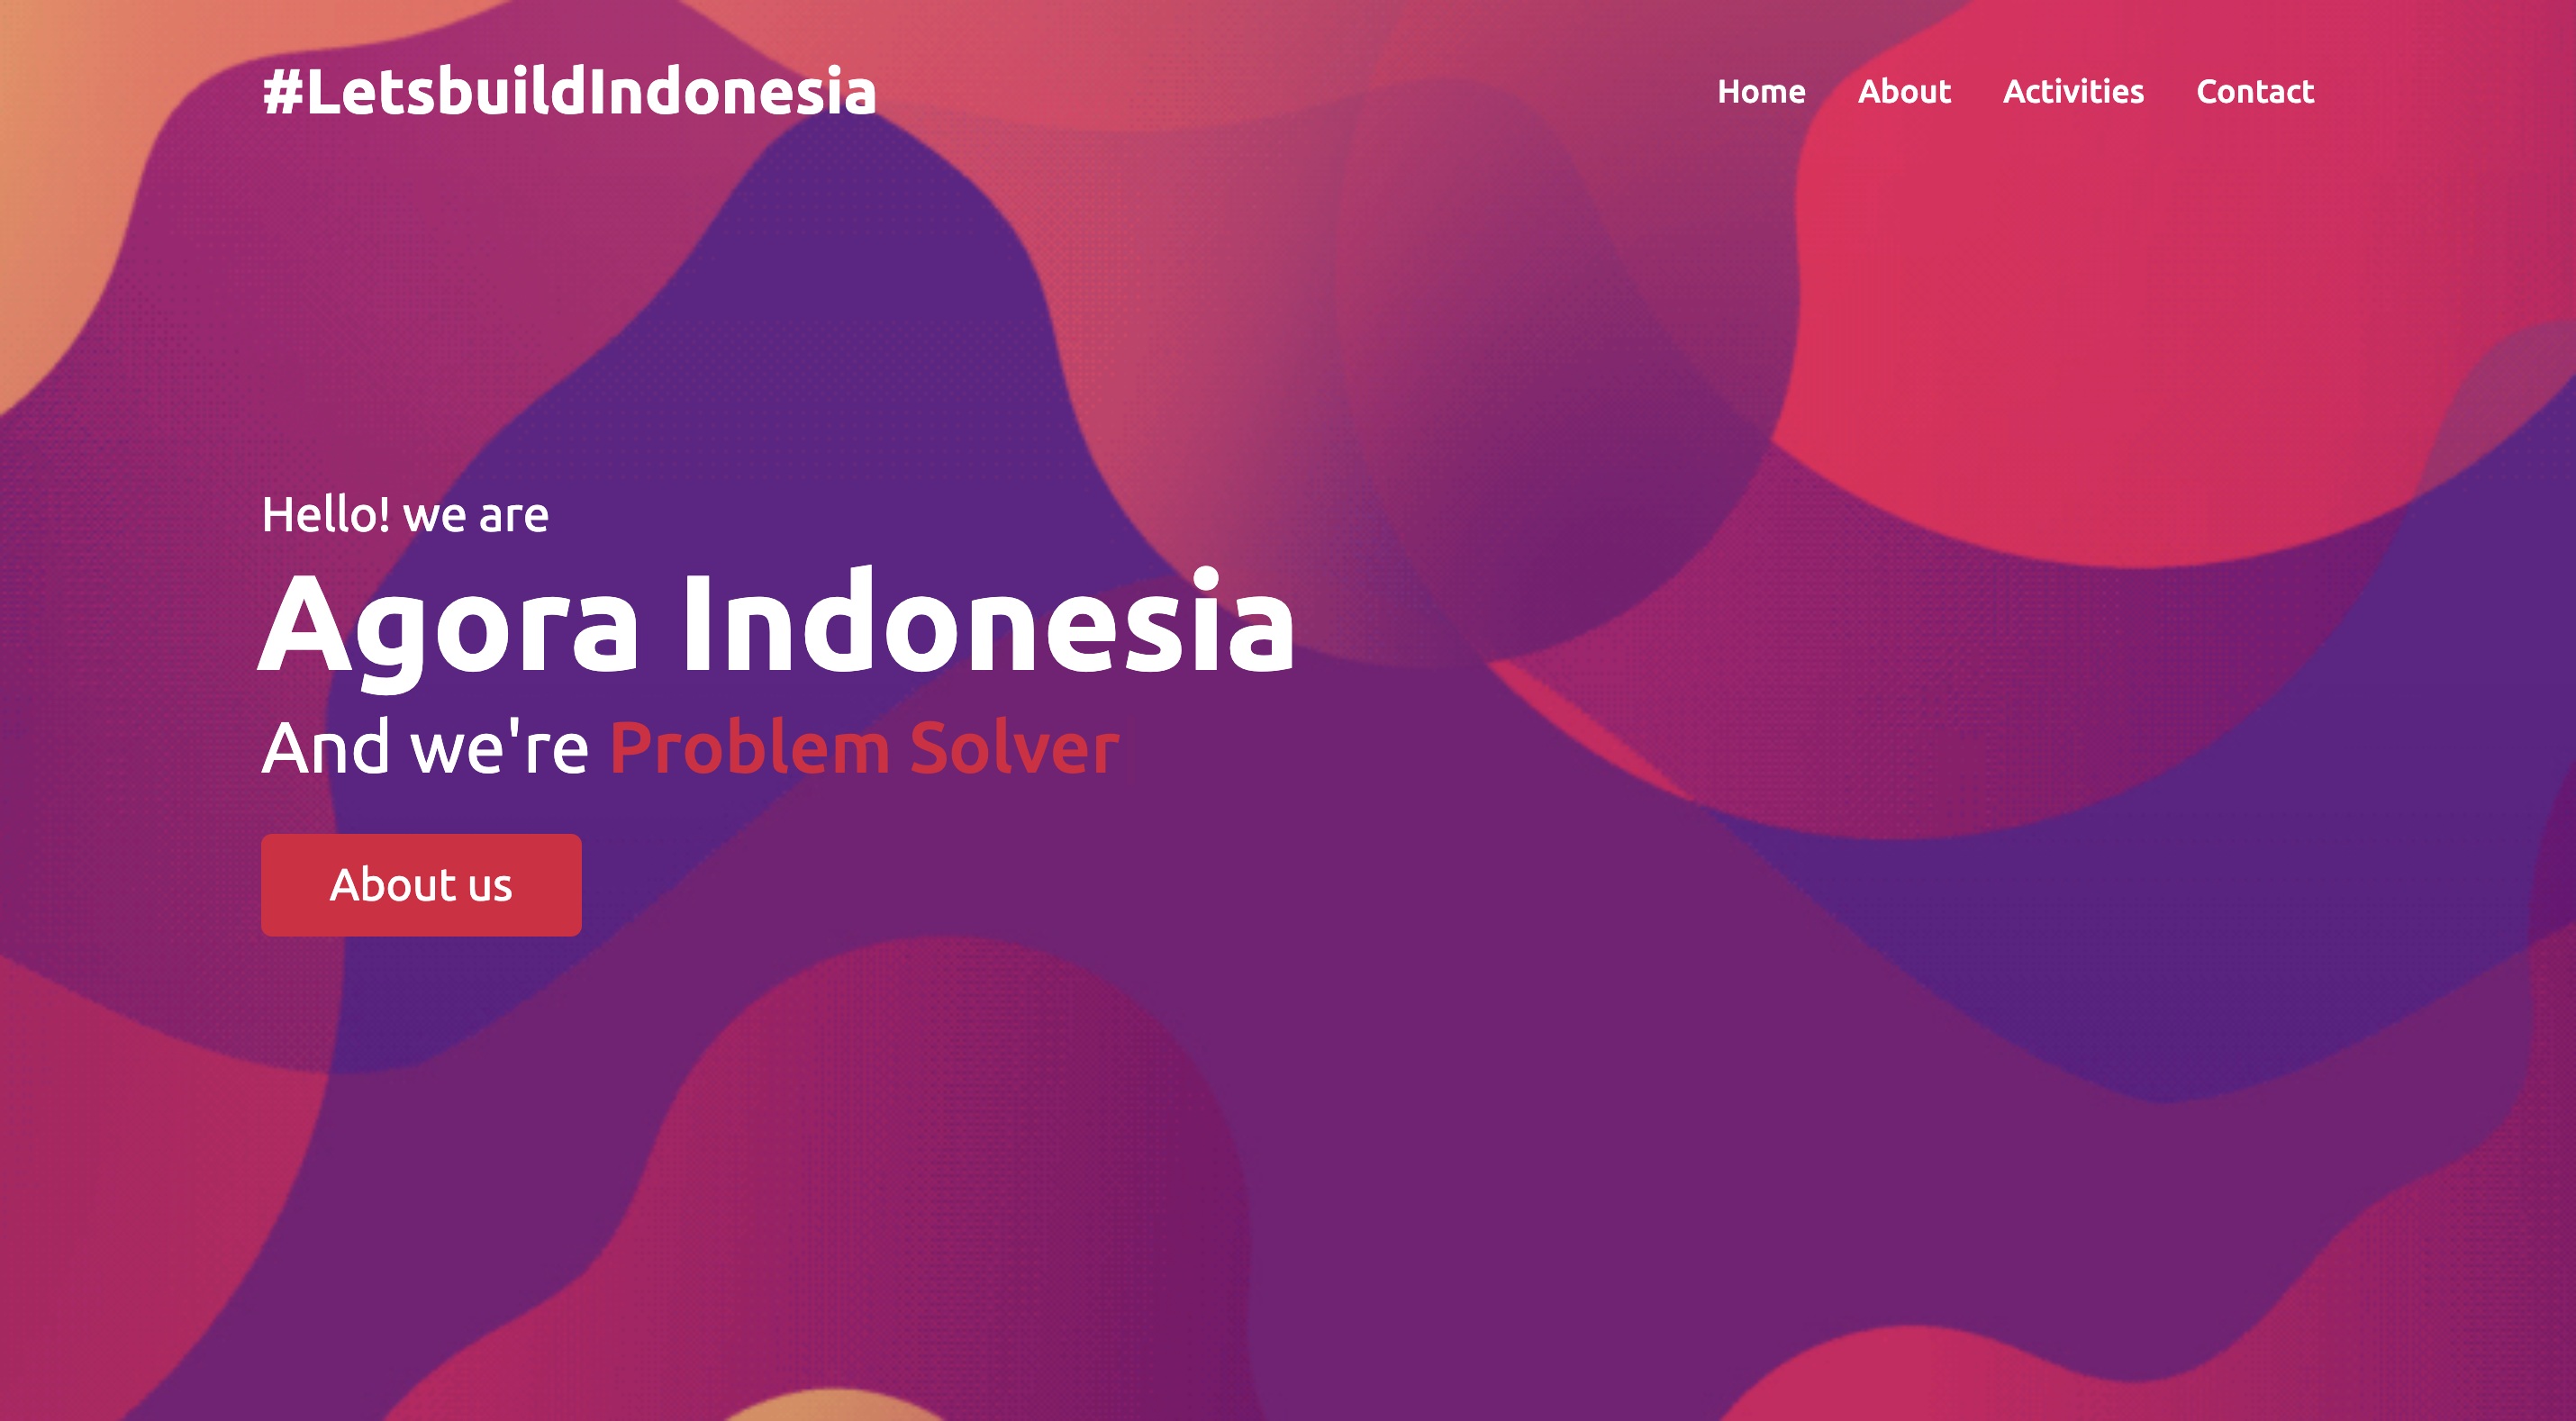 #LetsbuildIndonesia
Home About Activities Contact
Hello! we are
Agora Indonesia
And we're Problem Solver
About us